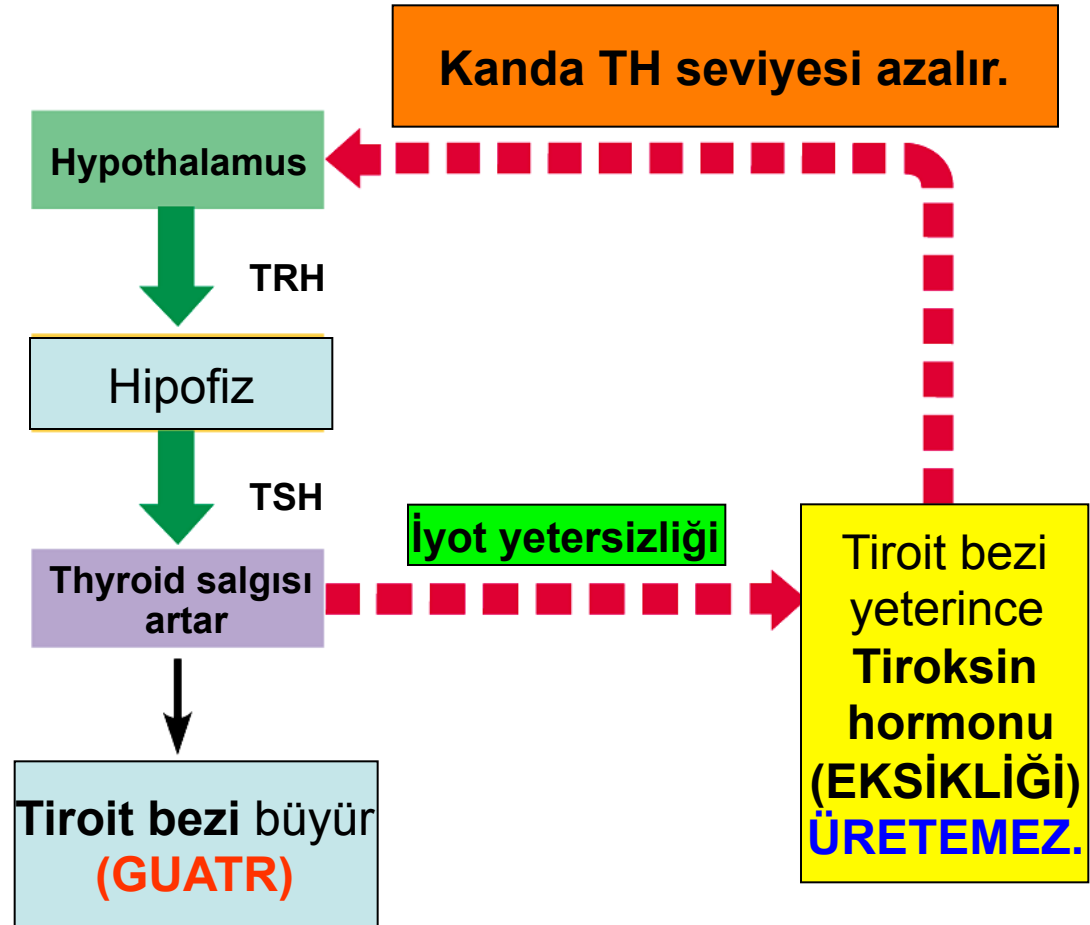 Kanda TH seviyesi azalır.
Hypothalamus
TRH
Hipofiz
TSH
İyot yetersizliği
Thyroid salgısı
artar
Tiroit bezi
yeterince
Tiroksin
hormonu
(EKSİKLİĞİ)
ÜRETEMEZ.
Tiroit bezi büyür
(GUATR)